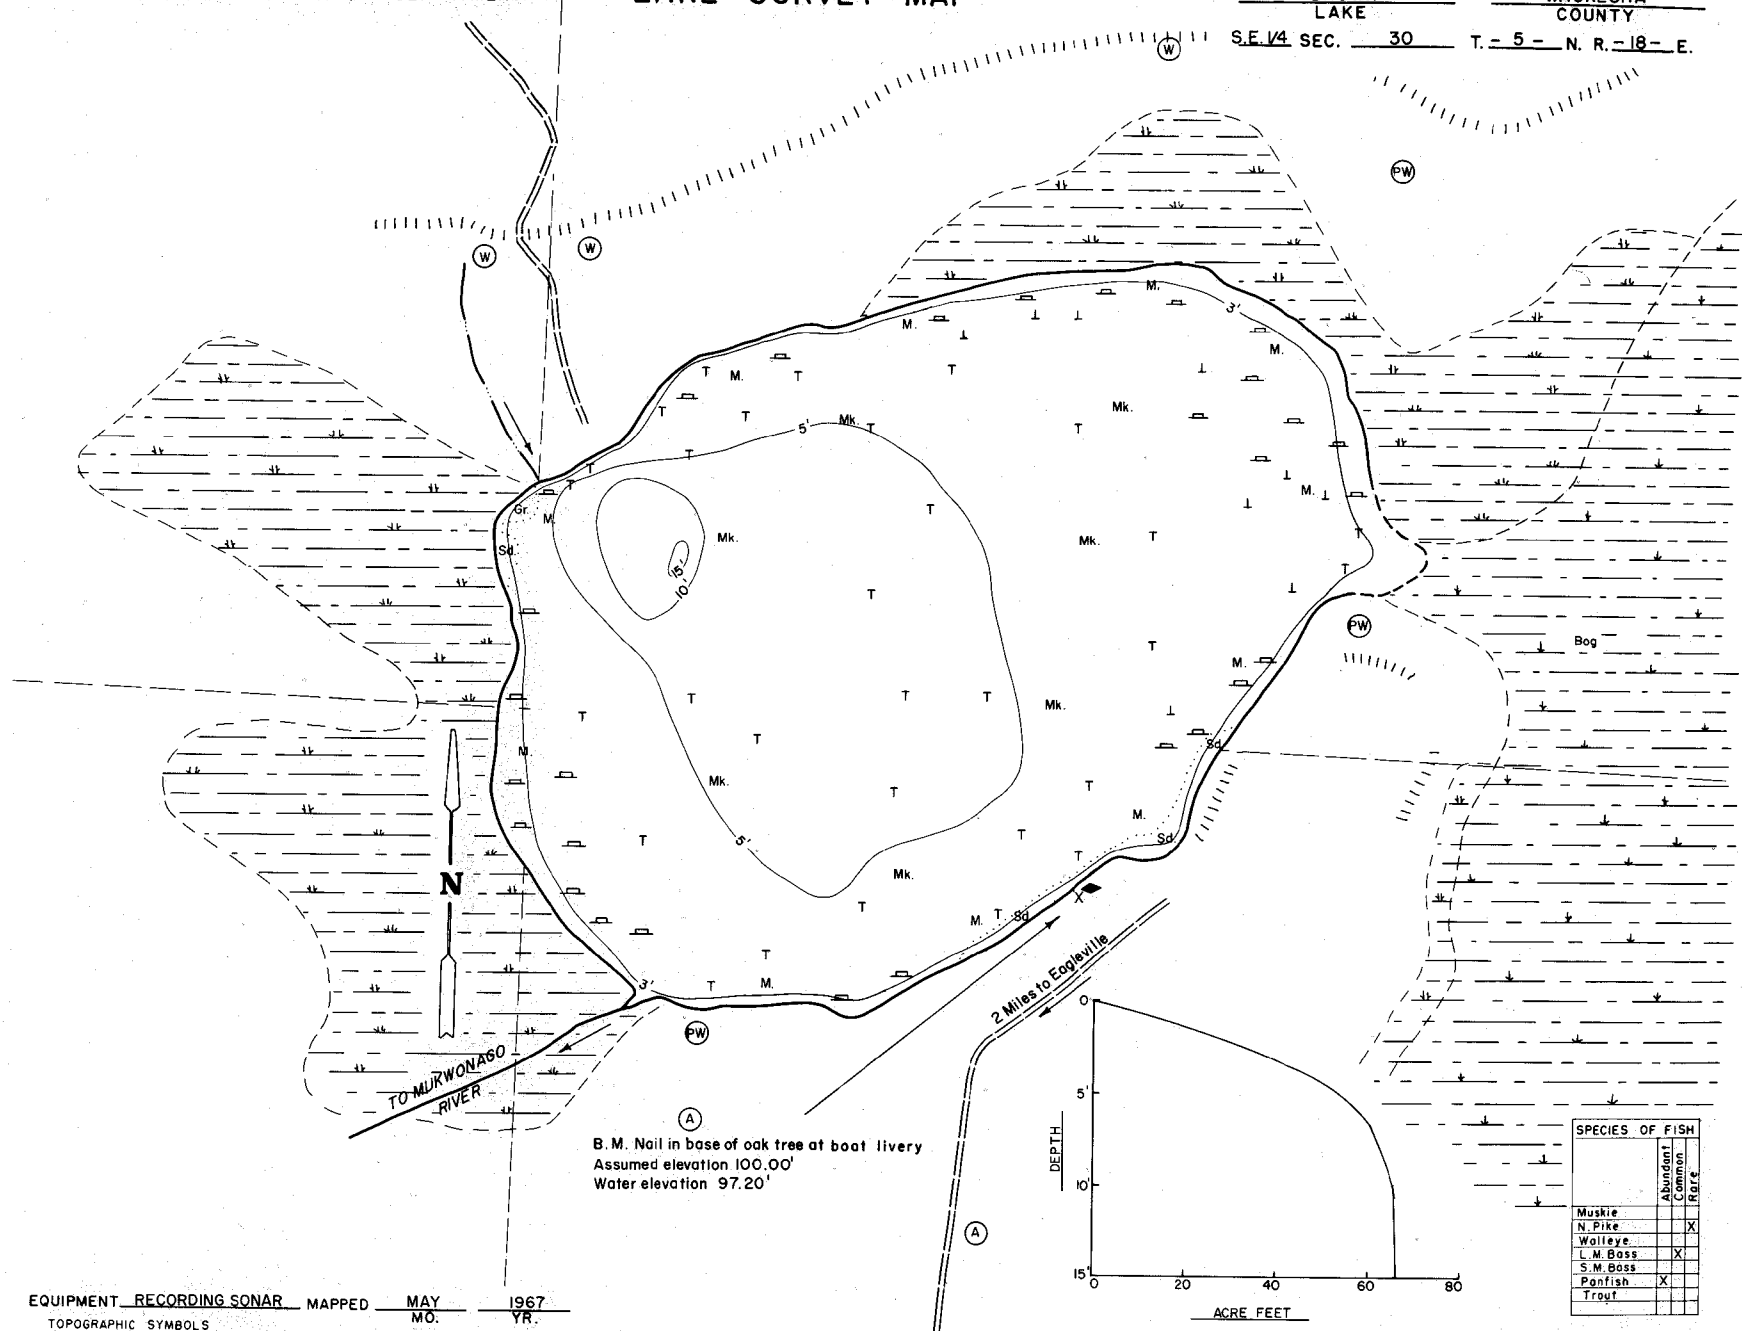 LAKE SURVEY MAP
LAKE
COUNTY
S.E. 1/4 SEC. 30 T. - 5 - N. R. - 18 - E.
W
PW
W
W
M.
3'
M.
M.
T
M.
T
T
Mk.
T
T
5'
Mk.
T
T
T
T
T
M.
Gr.
M.
T
Mk.
Mk.
T
T
Sd.
15'
10'
T
T
PW
Bog
T
M.
T
T
T
Mk.
T
Sd.
M.
T
Mk.
T
T
M.
T
5'
T
Sd.
T
N
Mk.
X
T
M.
T
Sd.
T
2 Miles to Eagleville
3'
T
M.
PW
TO MUKWONAGO
RIVER
A
B.M. Nail in base of oak tree at boat livery
Assumed elevation 100.00'
Water elevation 97.20'
A
0
5'
10'
15'
DEPTH
0 20 40 60 80
ACRE FEET
SPECIES OF FISH
Abundant
Common
Rare
Muskie
N. Pike X
Walleye
L.M. Bass X
S.M. Bass
Panfish X
Trout
EQUIPMENT RECORDING SONAR MAPPED MAY 1967
MO. YR.
TOPOGRAPHIC SYMBOLS